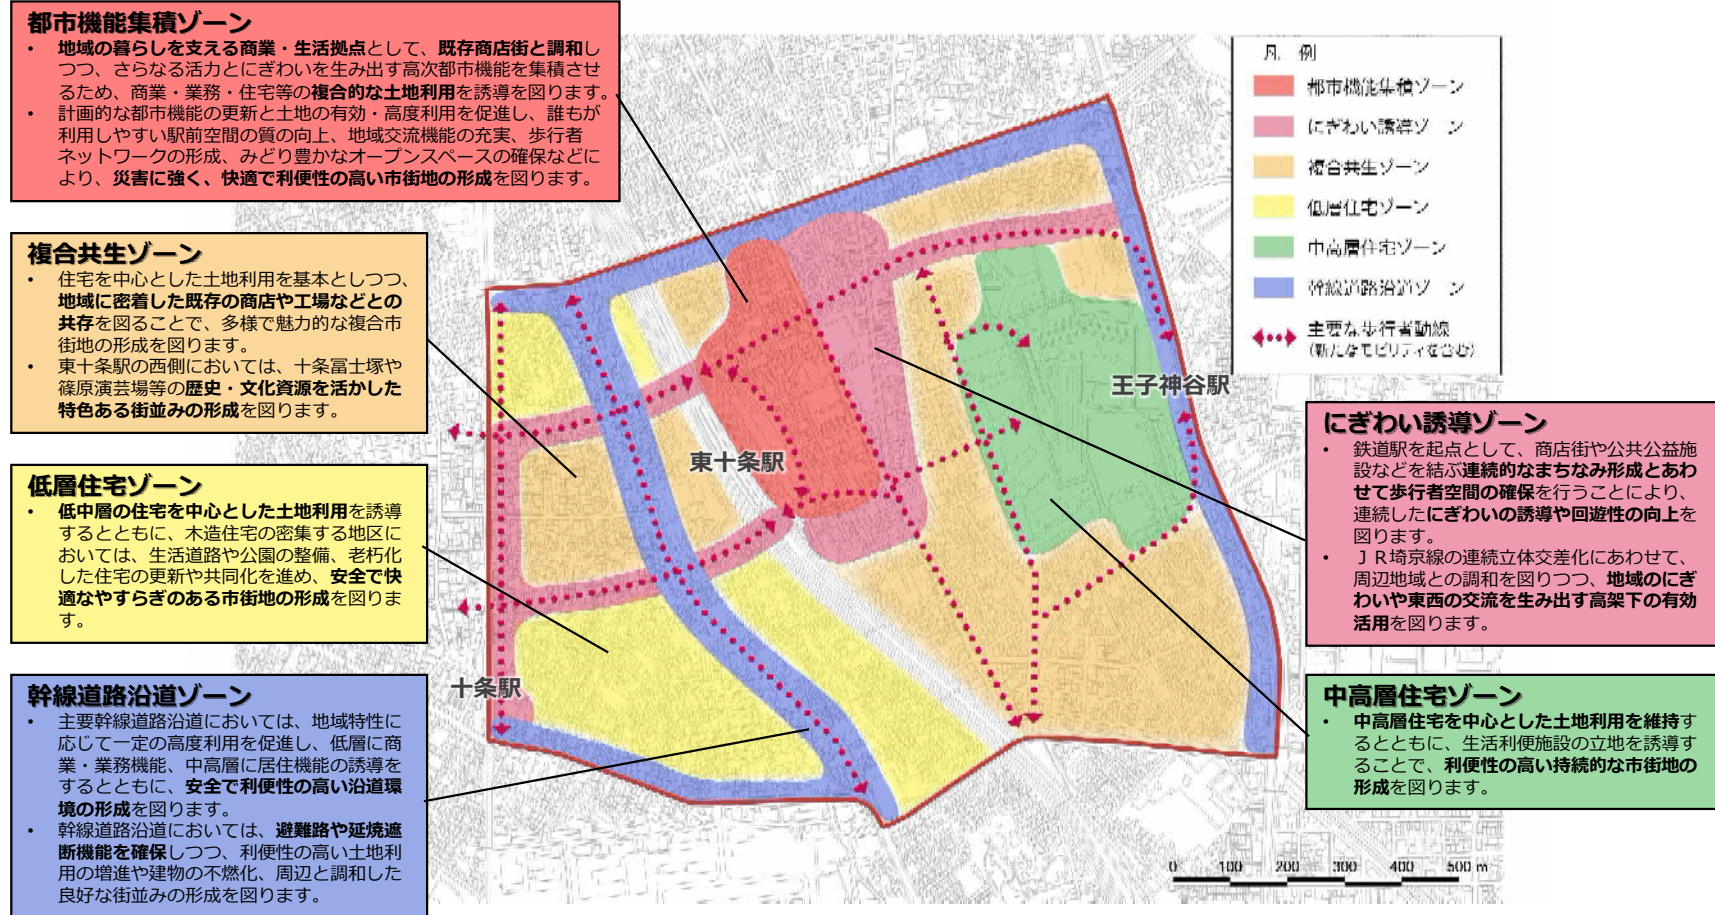 都市機能集積ゾーン
• 地域の暮らしを支える商業・生活拠点として、既存商店街と調和し
つつ、さらなる活力とにぎわいを生み出す高次都市機能を集積させ
るため、商業・業務・住宅等の複合的な土地利用を誘導を図ります。
• 計画的な都市機能の更新と土地の有効・高度利用を促進し、誰もが
利用しやすい駅前空間の質の向上、地域交流機能の充実、歩行者
ネットワークの形成、みどり豊かなオープンスペースの確保などに
より、災害に強く、快適で利便性の高い市街地の形成を図ります。
複合共生ゾーン
• 住宅を中心とした土地利用を基本としつつ、
地域に密着した既存の商店や工場などとの
共存を図ることで、多様で魅力的な複合市
街地の形成を図ります。
• 東十条駅の西側においては、十条冨士塚や
篠原演芸場等の歴史・文化資源を活かした
特色ある街並みの形成を図ります。
低層住宅ゾーン
• 低中層の住宅を中心とした土地利用を誘導
するとともに、木造住宅の密集する地区に
おいては、生活道路や公園の整備、老朽化
した住宅の更新や共同化を進め、安全で快
適なやすらぎのある市街地の形成を図りま
す。
幹線道路沿道ゾーン
• 主要幹線道路沿道においては、地域特性に
応じて一定の高度利用を促進し、低層に商
業・業務機能、中高層に居住機能の誘導を
するとともに、安全で利便性の高い沿道環
境の形成を図ります。
• 幹線道路沿道においては、避難路や延焼遮
断機能を確保しつつ、利便性の高い土地利
用の増進や建物の不燃化、周辺と調和した
良好な街並みの形成を図ります。
東十条駅
十条駅
王子神谷駅
凡 例
都市機能集積ゾーン
にぎわい誘導ゾーン
複合共生ゾーン
低層住宅ゾーン
中高層住宅ゾーン
幹線道路沿道ゾーン
主要な歩行者動線
(新たなモビリティを含む)
にぎわい誘導ゾーン
• 鉄道駅を起点として、商店街や公共公益施
設などを結ぶ連続的なまちなみ形成とあわ
せて歩行者空間の確保を行うことにより、
連続したにぎわいの誘導や回遊性の向上を
図ります。
• ＪＲ埼京線の連続立体交差化にあわせて、
周辺地域との調和を図りつつ、地域のにぎ
わいや東西の交流を生み出す高架下の有効
活用を図ります。
中高層住宅ゾーン
• 中高層住宅を中心とした土地利用を維持す
るとともに、生活利便施設の立地を誘導す
ることで、利便性の高い持続的な市街地の
形成を図ります。
0 100 200 300 400 500 m